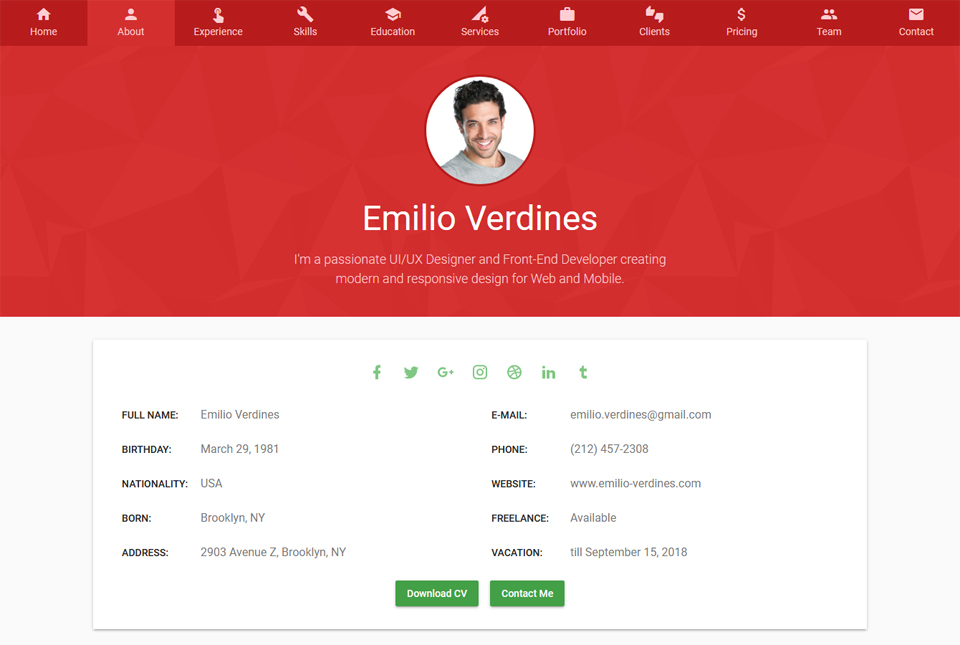 Home About Experience Skills Education Services Portfolio Clients Pricing Team Contact
Emilio Verdines
I'm a passionate UI/UX Designer and Front-End Developer creating
modern and responsive design for Web and Mobile.
FULL NAME: Emilio Verdines E-MAIL: emilio.verdines@gmail.com
BIRTHDAY: March 29, 1981 PHONE: (212) 457-2308
NATIONALITY: USA WEBSITE: www.emilio-verdines.com
BORN: Brooklyn, NY FREELANCE: Available
ADDRESS: 2903 Avenue Z, Brooklyn, NY VACATION: till September 15, 2018
Download CV Contact Me